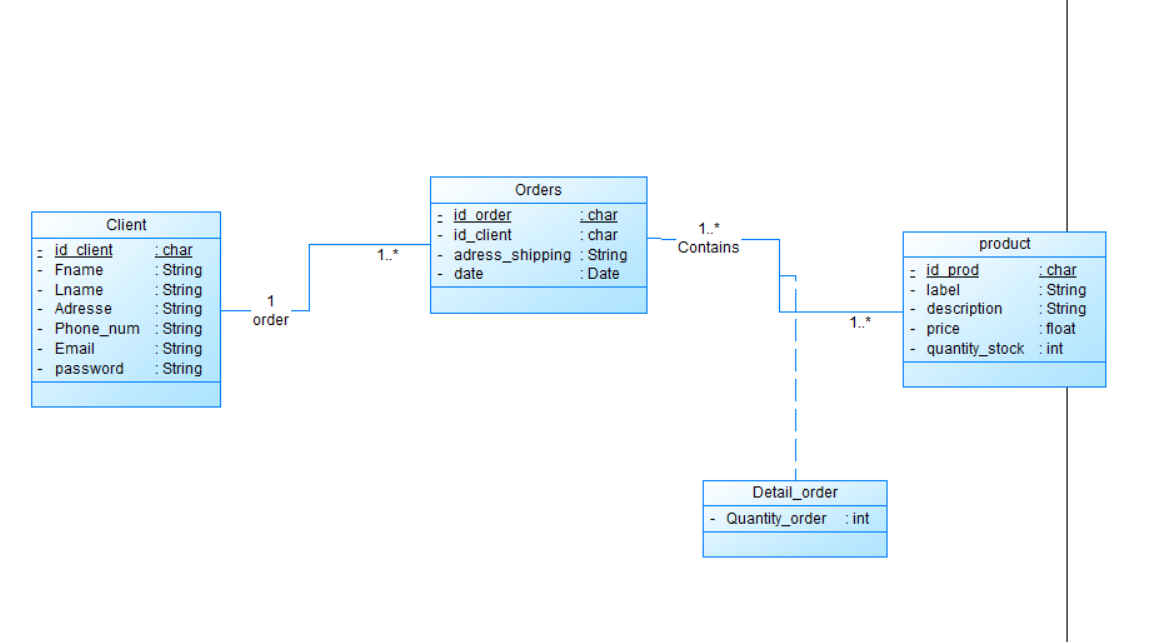 Client
- id_client : char
- Fname : String
- Lname : String
- Adresse : String
- Phone_num : String
- Email : String
- password : String
1
order
1..*
Orders
- id_order : char
- id_client : char
- adress_shipping : String
- date : Date
1..*
Contains
1..*
product
- id_prod : char
- label : String
- description : String
- price : float
- quantity_stock : int
Detail_order
- Quantity_order : int